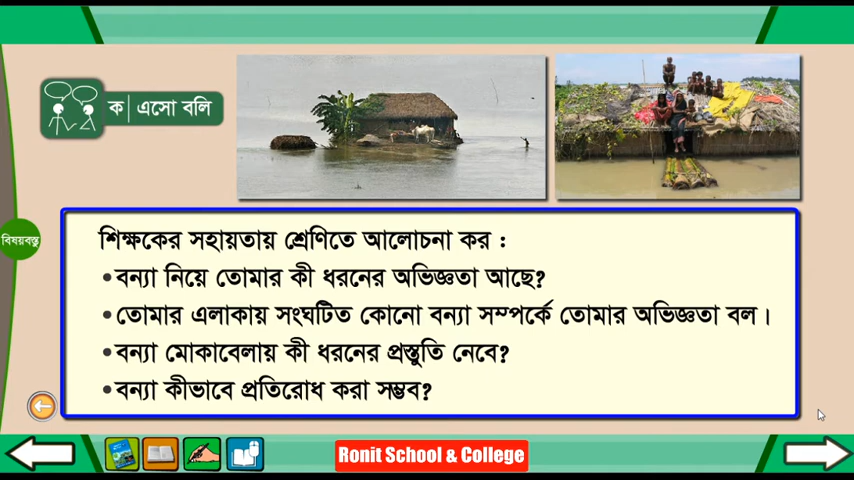 ক | এসো বলি
শিক্ষকের সহায়তায় শ্রেণিতে আলোচনা কর :
•বন্যা নিয়ে তোমার কী ধরনের অভিজ্ঞতা আছে?
•তোমার এলাকায় সংঘটিত কোনো বন্যা সম্পর্কে তোমার অভিজ্ঞতা বল।
•বন্যা মোকাবেলায় কী ধরনের প্রস্তুতি নেবে?
•বন্যা কীভাবে প্রতিরোধ করা সম্ভব?
বিষয়বস্তু
Ronit School & College